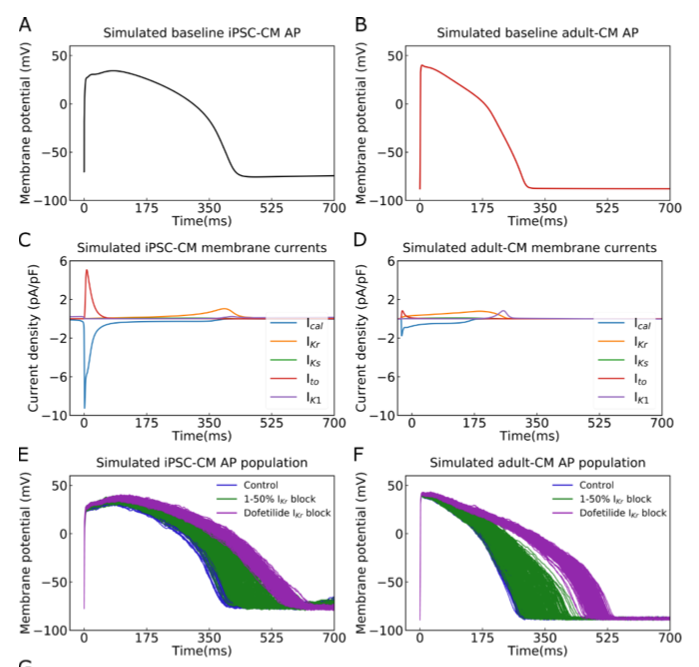 A
Simulated baseline iPSC-CM AP
Membrane potential (mV)
50
0
−50
−100
0 175 350 525 700
Time(ms)
B
Simulated baseline adult-CM AP
Membrane potential (mV)
50
0
−50
−100
0 175 350 525 700
Time(ms)
C
Simulated iPSC-CM membrane currents
Current density (pA/pF)
6
2
−2
−6
−10
0 175 350 525 700
Time(ms)
I_cal
I_Kr
I_Ks
I_to
I_K1
D
Simulated adult-CM membrane currents
Current density (pA/pF)
6
2
−2
−6
−10
0 175 350 525 700
Time(ms)
I_cal
I_Kr
I_Ks
I_to
I_K1
E
Simulated iPSC-CM AP population
Membrane potential (mV)
50
0
−50
−100
0 175 350 525 700
Time(ms)
Control
1-50% I_Kr block
Dofetilide I_Kr block
F
Simulated adult-CM AP population
Membrane potential (mV)
50
0
−50
−100
0 175 350 525 700
Time(ms)
Control
1-50% I_Kr block
Dofetilide I_Kr block